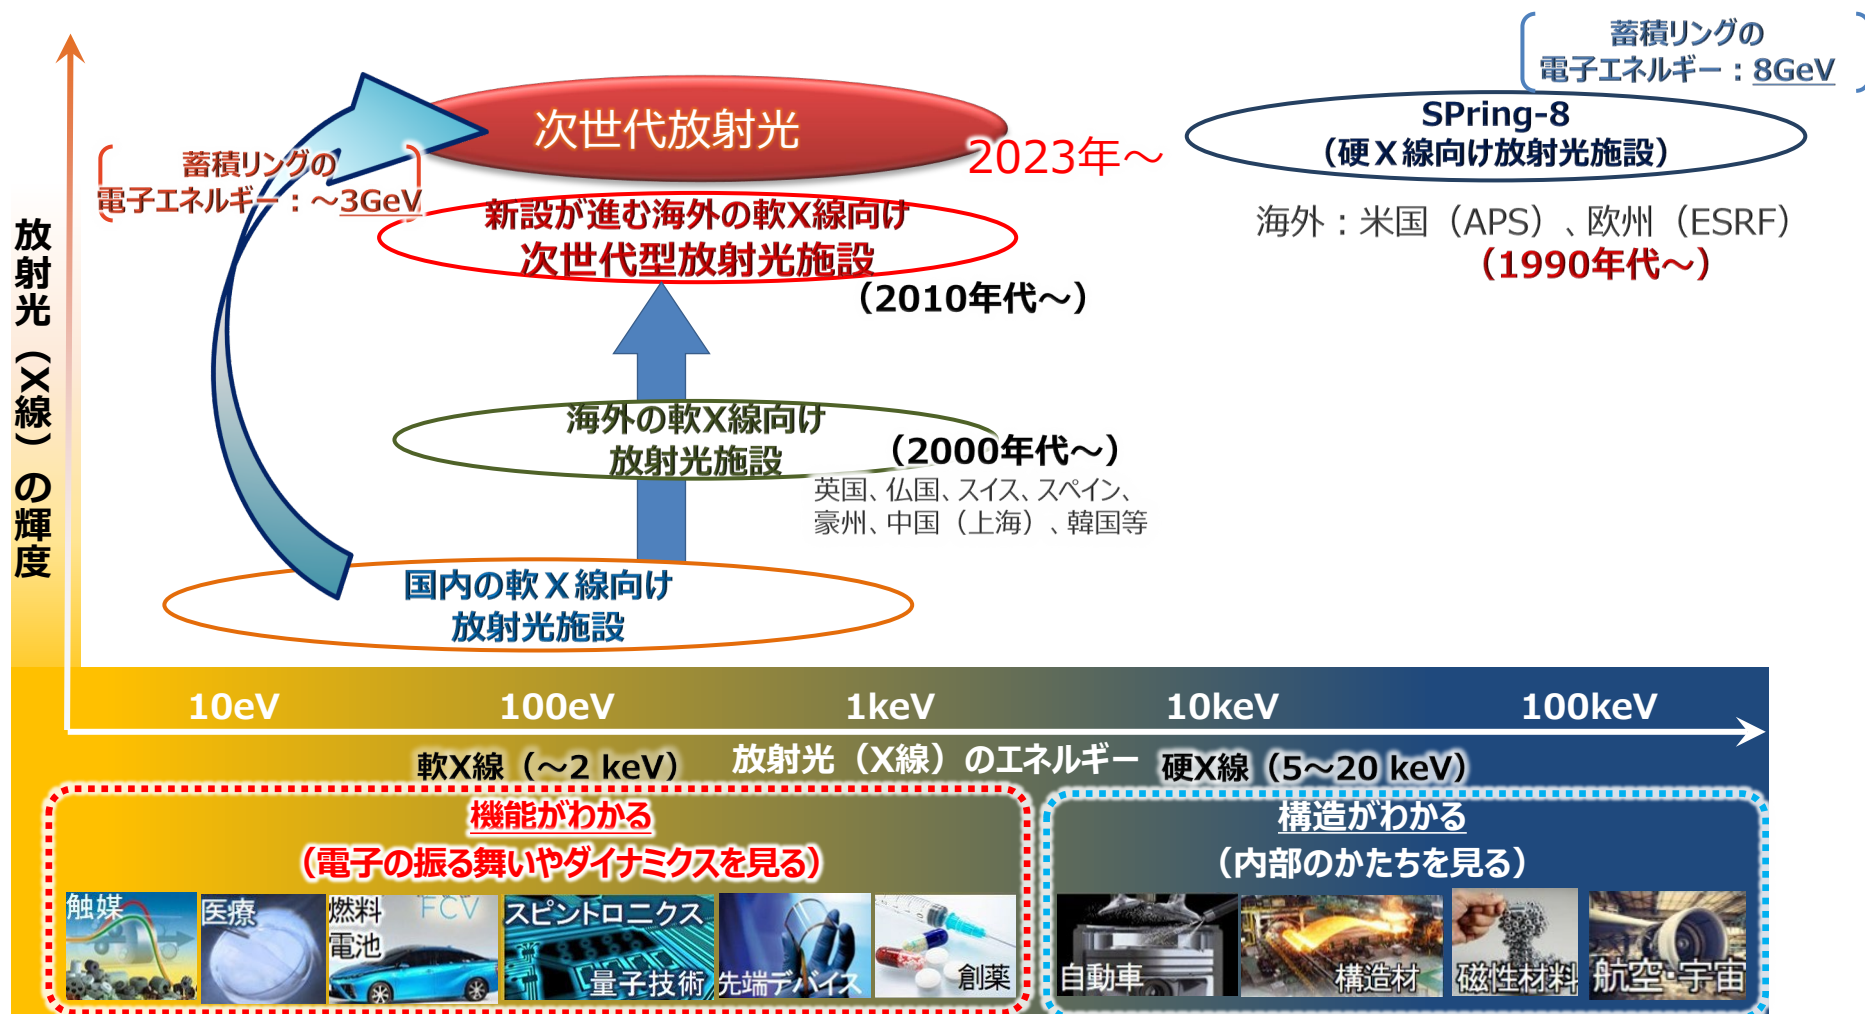 蓄積リングの
電子エネルギー：8GeV
次世代放射光
2023年～
SPring-8
（硬Ｘ線向け放射光施設）
蓄積リングの
電子エネルギー：～3GeV
新設が進む海外の軟X線向け
次世代型放射光施設
（2010年代～）
海外：米国（APS）、欧州（ESRF）
（1990年代～）
放射光（X線）の輝度
海外の軟X線向け
放射光施設
（2000年代～）
英国、仏国、スイス、スペイン、
豪州、中国（上海）、韓国等
国内の軟Ｘ線向け
放射光施設
10eV 100eV 1keV 10keV 100keV
軟X線（～2 keV） 放射光（X線）のエネルギー 硬X線（5～20 keV）
機能がわかる
（電子の振る舞いやダイナミクスを見る）
構造がわかる
（内部のかたちを見る）
触媒
医療
燃料
電池
FCV
スピントロニクス
量子技術
先端デバイス
創薬
自動車
構造材
磁性材料
航空・宇宙